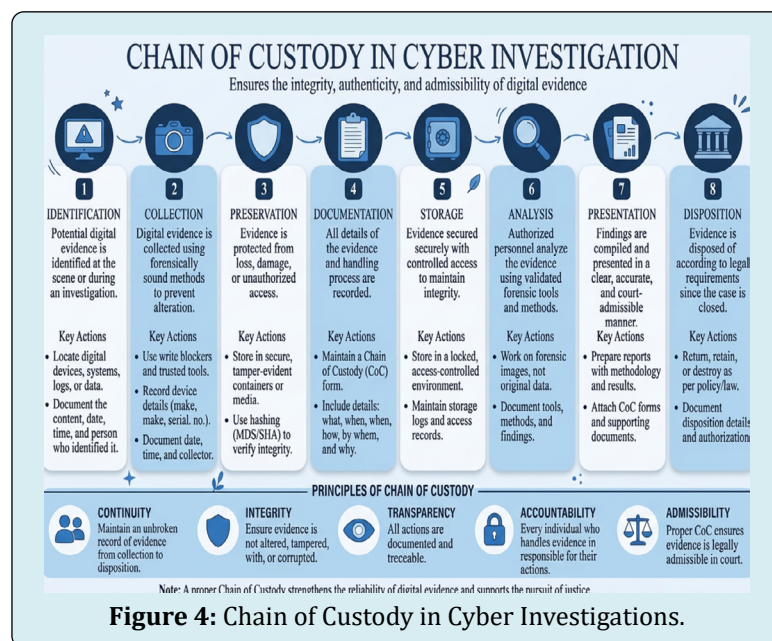 CHAIN OF CUSTODY IN CYBER INVESTIGATION
Ensures the integrity, authenticity, and admissibility of digital evidence
1
IDENTIFICATION
Potential digital
evidence is
identified at the
scene or during
an investigation.
Key Actions
• Locate digital
devices, systems,
logs, or data.
• Document the
content, date,
time, and person
who identified it.
2
COLLECTION
Digital evidence is
collected using
forensically
sound methods
to prevent
alteration.
Key Actions
• Use write blockers
and trusted tools.
• Record device
details (make,
make, serial. no.).
• Document date,
time, and collector.
3
PRESERVATION
Evidence is
protected from
loss, damage,
or unauthorized
access.
Key Actions
• Store in secure,
tamper-evident
containers or
media.
• Use hashing
(MDS/SHA) to
verify integrity.
4
DOCUMENTATION
All details of
the evidence
and handling
process are
recorded.
Key Actions
• Maintain a Chain
of Custody (CoC)
form.
• Include details:
what, when, when,
how, by whem,
and why.
5
STORAGE
Evidence secured
securely with
controlled access
to maintain
integrity.
Key Actions
• Store in a locked,
access-controlled
environment.
• Maintain storage
logs and access
records.
6
ANALYSIS
Authorized
personnel analyze
the evidence
using validated
forensic tools
and methods.
Key Actions
• Work on forensic
images, not
original data.
• Document tools,
methods, and
findings.
7
PRESENTATION
Findings are
compiled and
presented in a
clear, accurate,
and court-
admissible
manner.
Key Actions
• Prepare reports
with methodology
and results.
• Attach CoC forms
and supporting
documents.
8
DISPOSITION
Evidence is
disposed of
according to legal
requirements
since the case is
closed.
Key Actions
• Return, retain,
or destroy as
per policy/law.
• Document
disposition details
and authorization
PRINCIPLES OF CHAIN OF CUSTODY
CONTINUITY
Maintain an unbroken
record of evidence
from collection to
disposition.
INTEGRITY
Ensure evidence is
not altered, tampered,
with, or corrupted.
TRANSPARENCY
All actions are
documented and
treceable.
ACCOUNTABILITY
Every individual who
handles evidence in
responsible for their
actions.
ADMISSIBILITY
Proper CoC ensures
evidence is legally
admissible in court.
Note: A proper Chain of Custody strengthens the reliability of digital evidence and supports the pursuit of justice
Figure 4: Chain of Custody in Cyber Investigations.